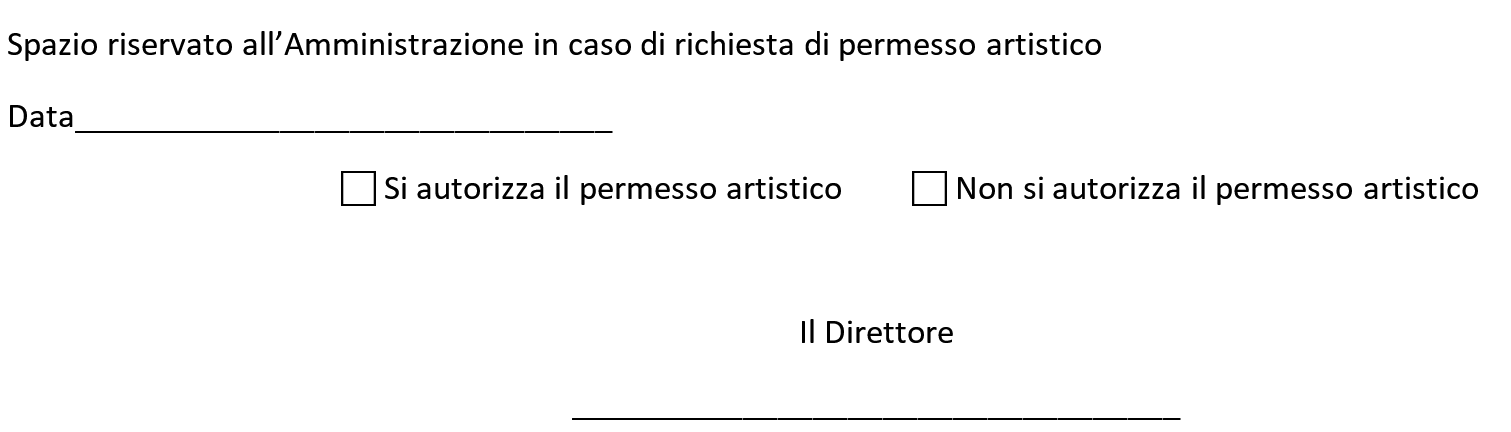 Spazio riservato all’Amministrazione in caso di richiesta di permesso artistico
Data_________________________________
☐ Si autorizza il permesso artistico ☐ Non si autorizza il permesso artistico
Il Direttore
_____________________________________